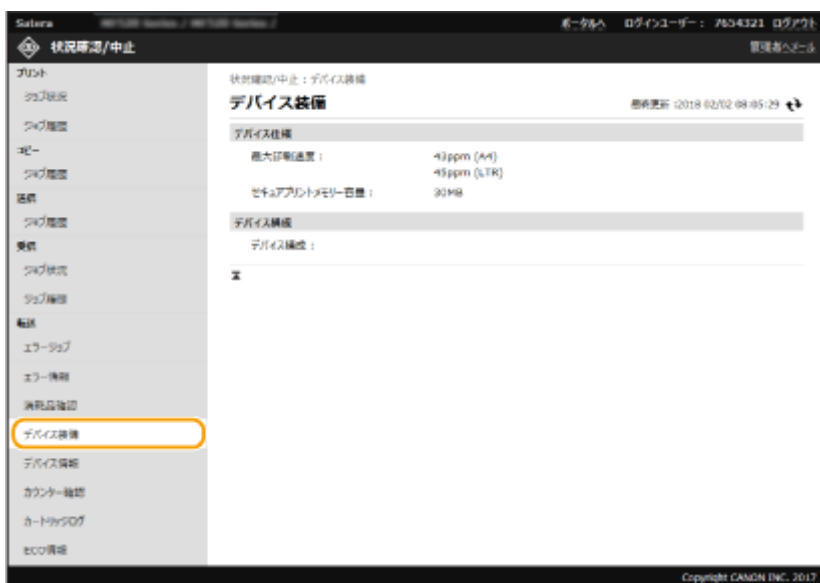 Satera
ポータルへ ログインユーザー： 7654321 ログアウト
状況確認/中止
管理者へメール
プリント
ジョブ状況
ジョブ履歴
コピー
ジョブ履歴
送信
ジョブ履歴
受信
ジョブ状況
ジョブ履歴
転送
エラージョブ
エラー情報
消耗品確認
デバイス装備
デバイス情報
カウンター確認
カートリッジログ
ECO情報
状況確認/中止：デバイス装備
デバイス装備
最終更新 :2018 02/02 08:05:29
デバイス仕様
最大印刷速度： 43ppm (A4)
45ppm (LTR)
セキュアプリントメモリー容量： 30MB
デバイス構成
デバイス構成：
Copyright CANON INC. 2017